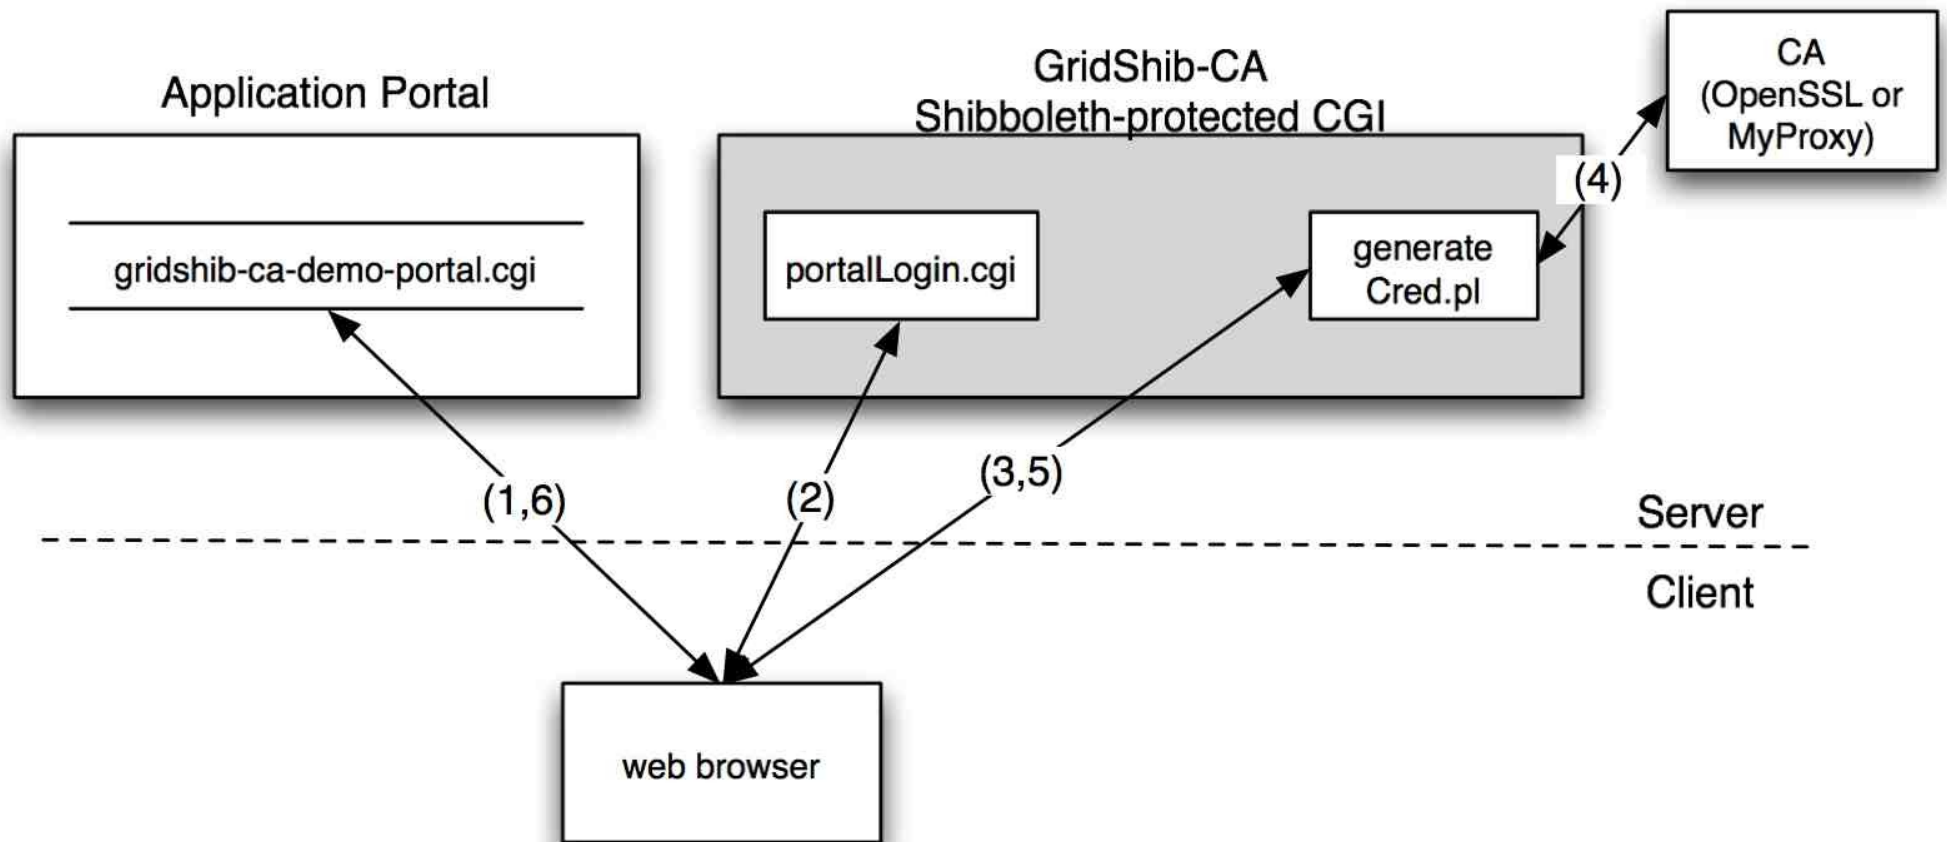 Application Portal
GridShib-CA
Shibboleth-protected CGI
CA
(OpenSSL or
MyProxy)
(4)
gridshib-ca-demo-portal.cgi
portalLogin.cgi
generate
Cred.pl
(1,6)
(2)
(3,5)
Server
Client
web browser